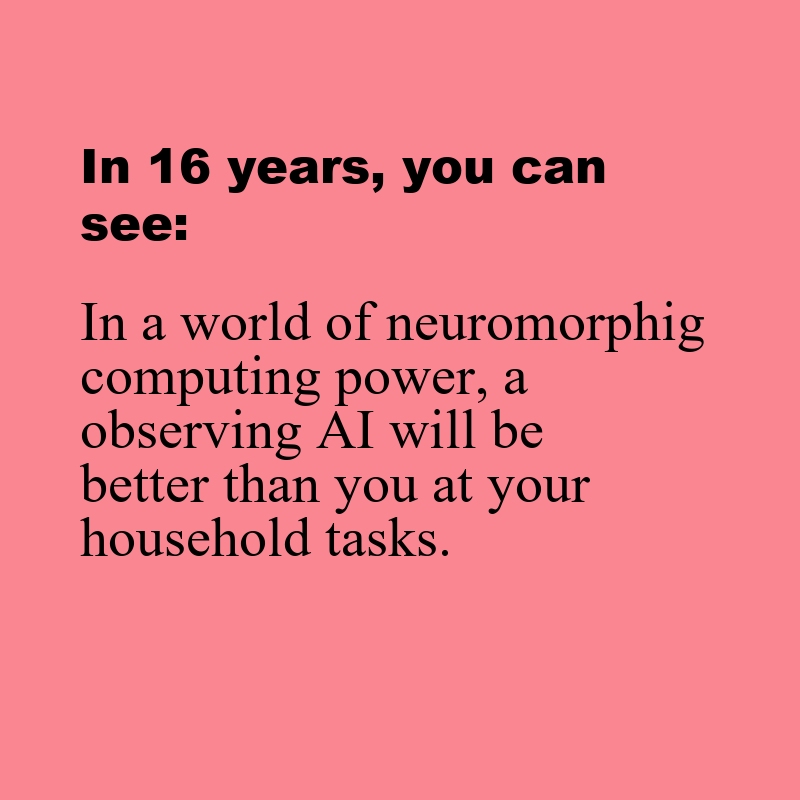 In 16 years, you can
see:
In a world of neuromorphig
computing power, a
observing AI will be
better than you at your
household tasks.